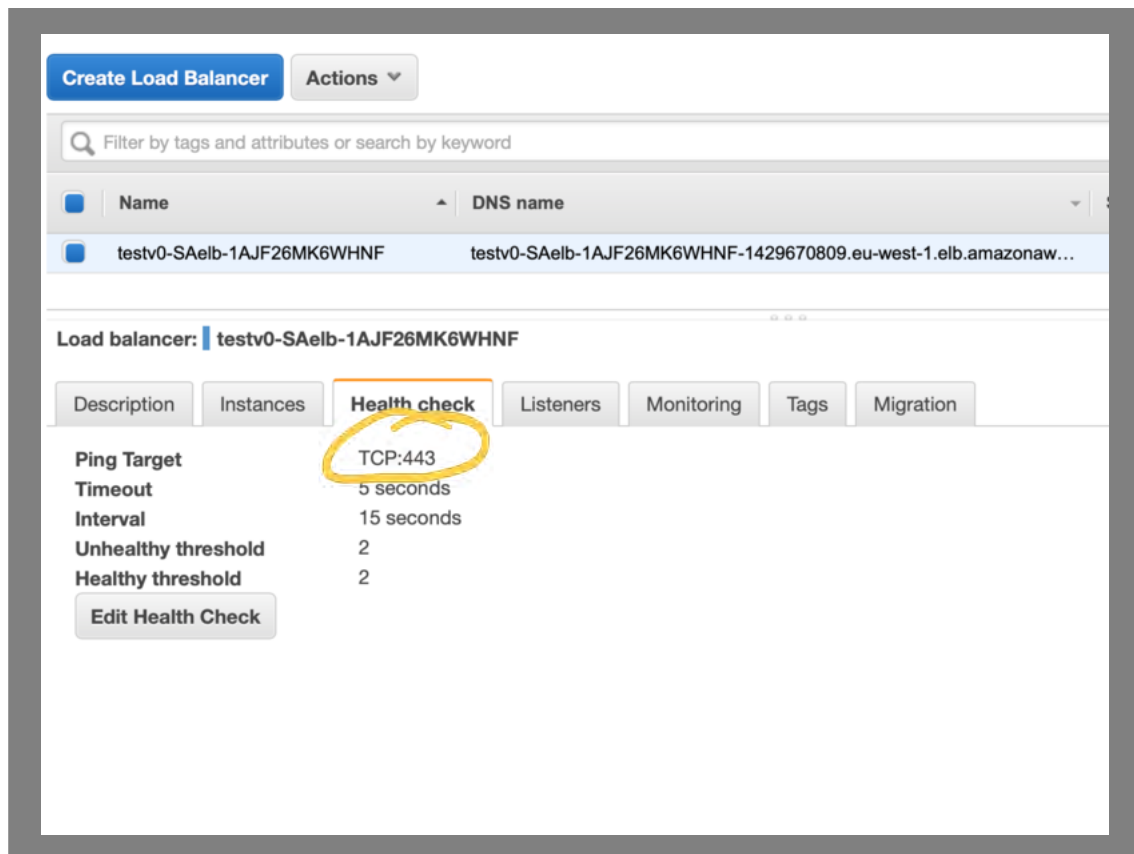 Create Load Balancer Actions
Filter by tags and attributes or search by keyword
Name DNS name
testv0-SAelb-1AJF26MK6WHNF testv0-SAelb-1AJF26MK6WHNF-1429670809.eu-west-1.elb.amazonaw…
Load balancer: testv0-SAelb-1AJF26MK6WHNF
Description Instances Health check Listeners Monitoring Tags Migration
Ping Target TCP:443
Timeout 5 seconds
Interval 15 seconds
Unhealthy threshold 2
Healthy threshold 2
Edit Health Check